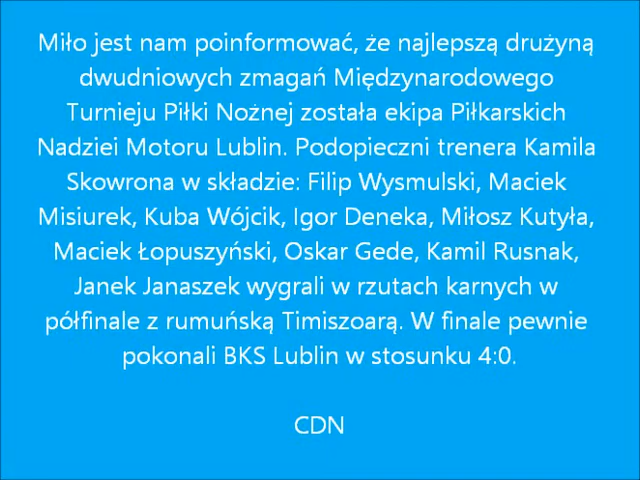 Miło jest nam poinformować, że najlepszą drużyną
dwudniowych zmagań Międzynarodowego
Turnieju Piłki Nożnej została ekipa Piłkarskich
Nadziei Motoru Lublin. Podopieczni trenera Kamila
Skowrona w składzie: Filip Wysmulski, Maciek
Misiurek, Kuba Wójcik, Igor Deneka, Miłosz Kutyła,
Maciek Łopuszyński, Oskar Gede, Kamil Rusnak,
Janek Janaszek wygrali w rzutach karnych w
półfinale z rumuńską Timiszoarą. W finale pewnie
pokonali BKS Lublin w stosunku 4:0.
CDN